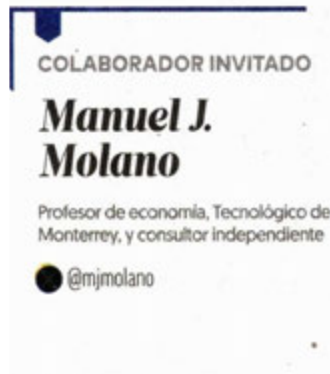 COLABORADOR INVITADO
Manuel J.
Molano
Profesor de economía, Tecnológico de
Monterrey, y consultor independiente
@mjmolano